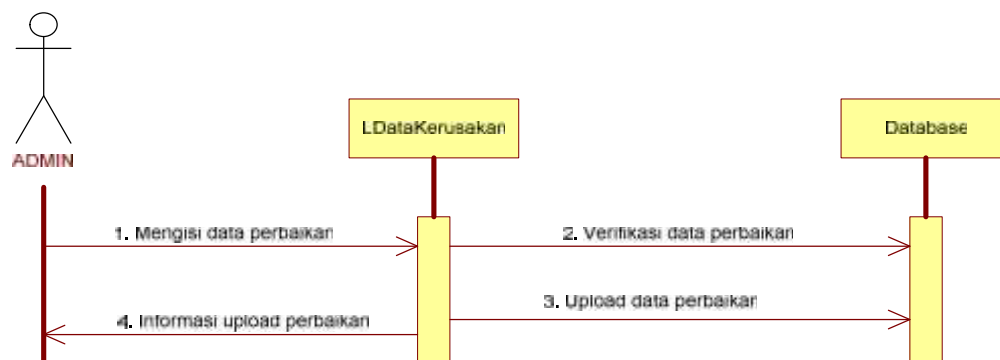 ADMIN
LDataKerusakan
Database
1. Mengisi data perbaikan
2. Verifikasi data perbaikan
3. Upload data perbaikan
4. Informasi upload perbaikan